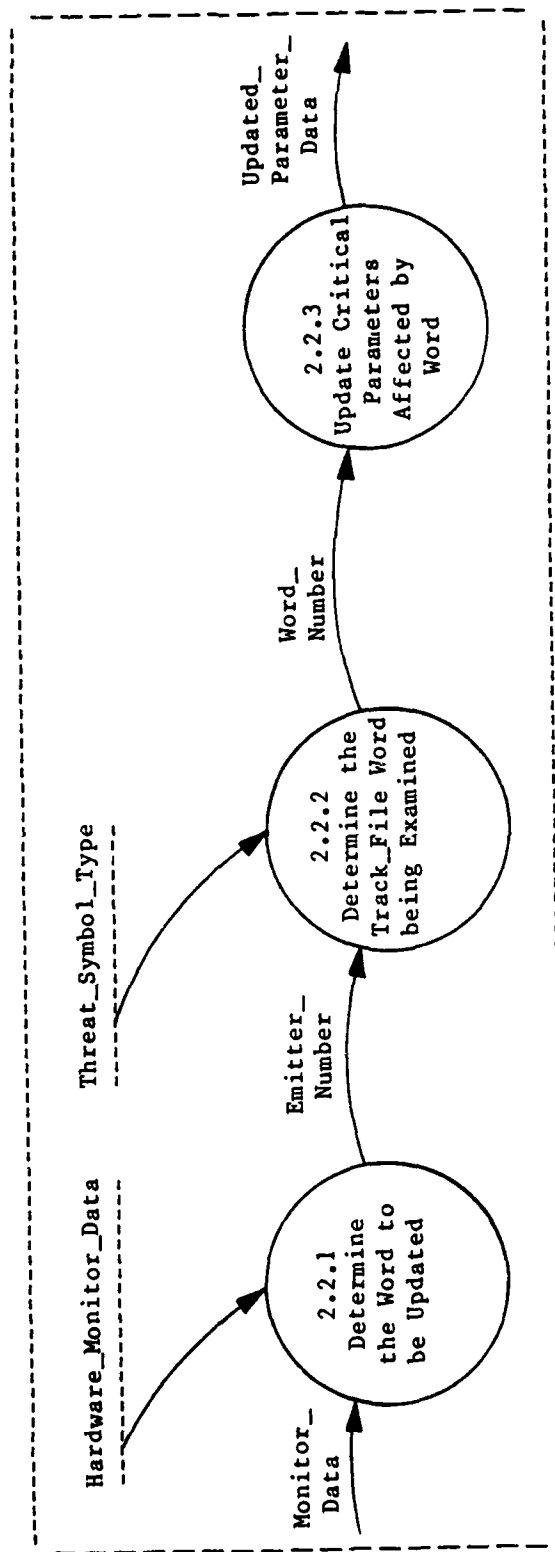 Hardware_Monitor_Data
Threat_Symbol_Type
Monitor_
Data
2.2.1
Determine
the Word to
be Updated
Emitter_
Number
2.2.2
Determine the
Track_File Word
being Examined
Word_
Number
2.2.3
Update Critical
Parameters
Affected by
Word
Updated_
Parameter_
Data